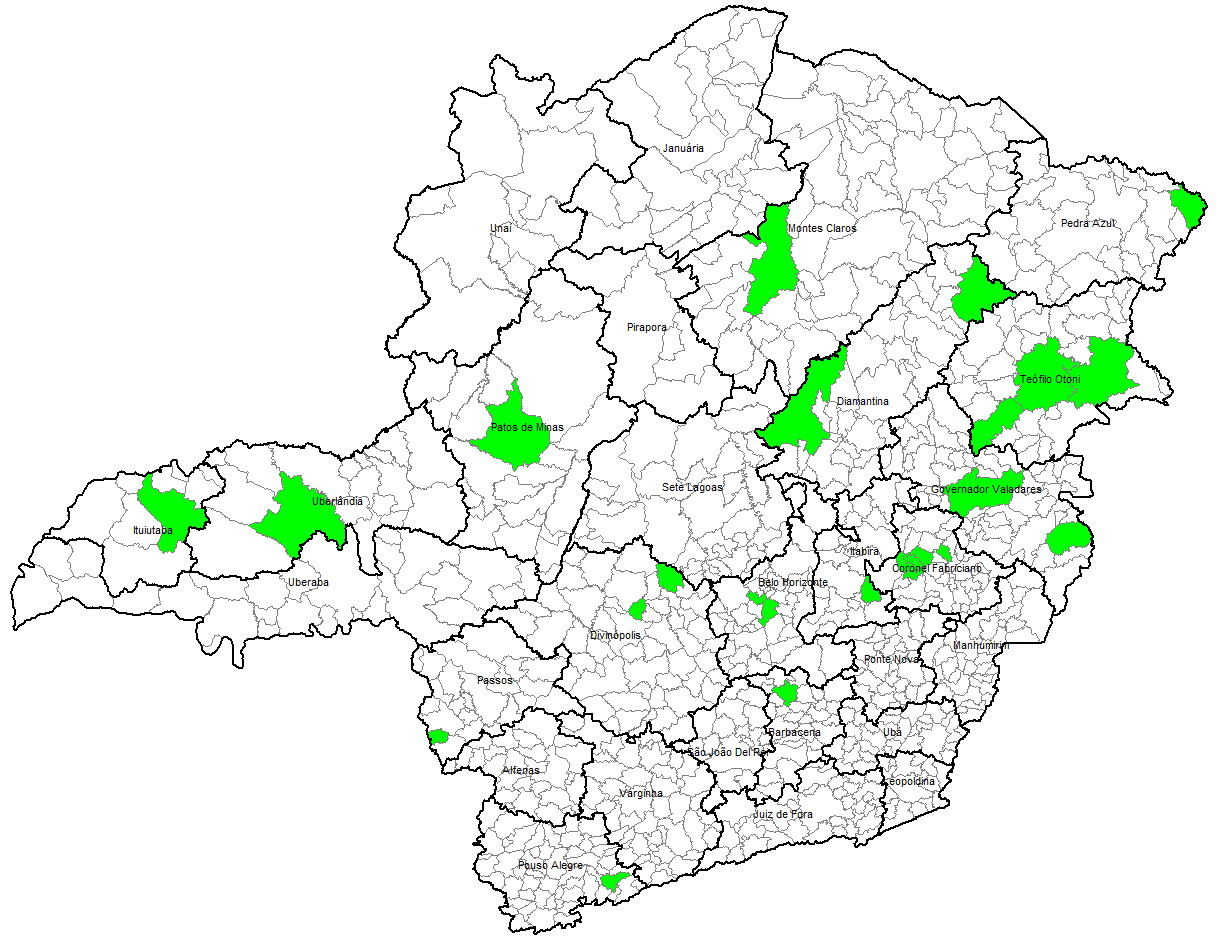 Januária
Pedra Azul
Unaí
Montes Claros
Pirapora
Teófilo Otoni
Diamantina
Patos de Minas
Sete Lagoas
Governador Valadares
Uberlândia
Ituiutaba
Itabira
Coronel Fabriciano
Uberaba
Belo Horizonte
Divinópolis
Manhumirim
Ponte Nova
Passos
Barbacena
Ubá
São João Del Rei
Alfenas
Leopoldina
Varginha
Juiz de Fora
Pouso Alegre